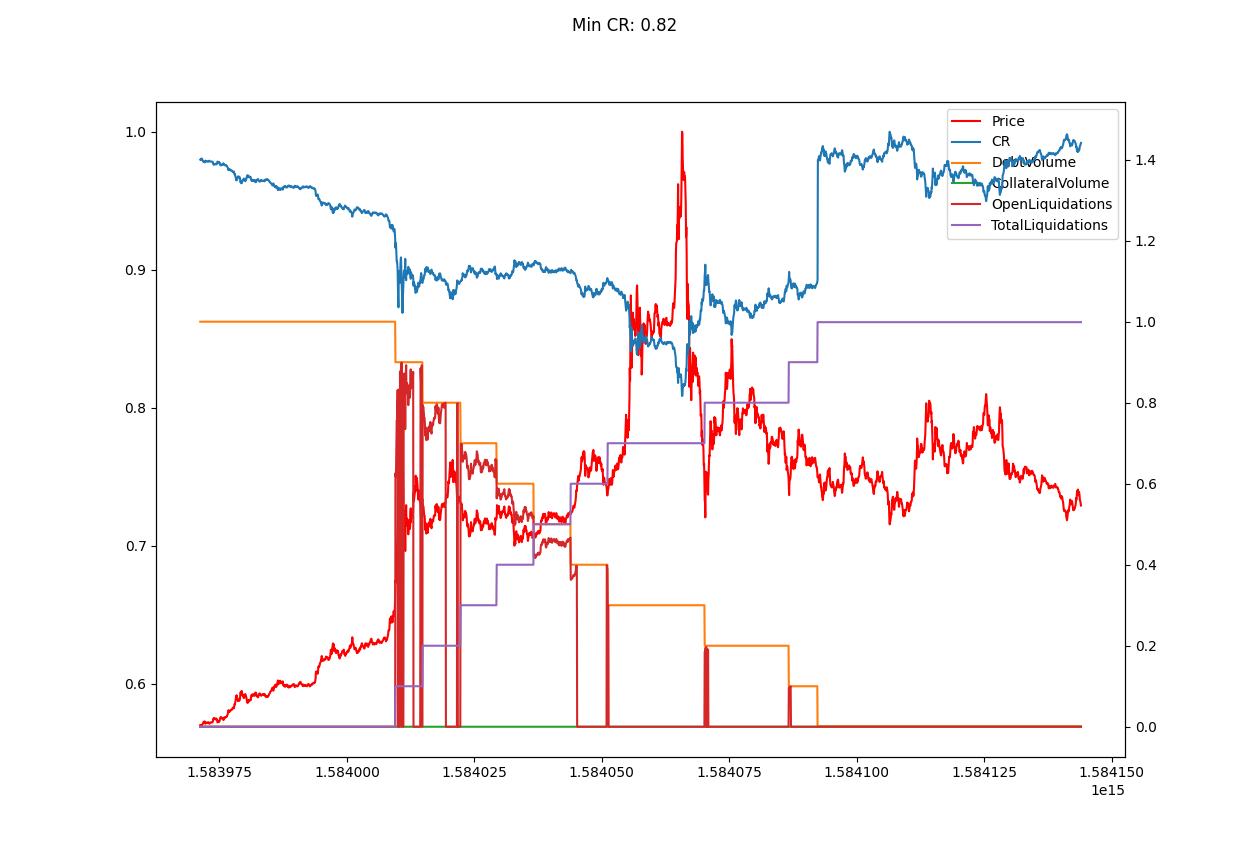 Min CR: 0.82
1.0
0.9
0.8
0.7
0.6
1.4
1.2
1.0
0.8
0.6
0.4
0.2
0.0
Price
CR
DebtVolume
CollateralVolume
OpenLiquidations
TotalLiquidations
1.583975 1.584000 1.584025 1.584050 1.584075 1.584100 1.584125 1.584150
1e15